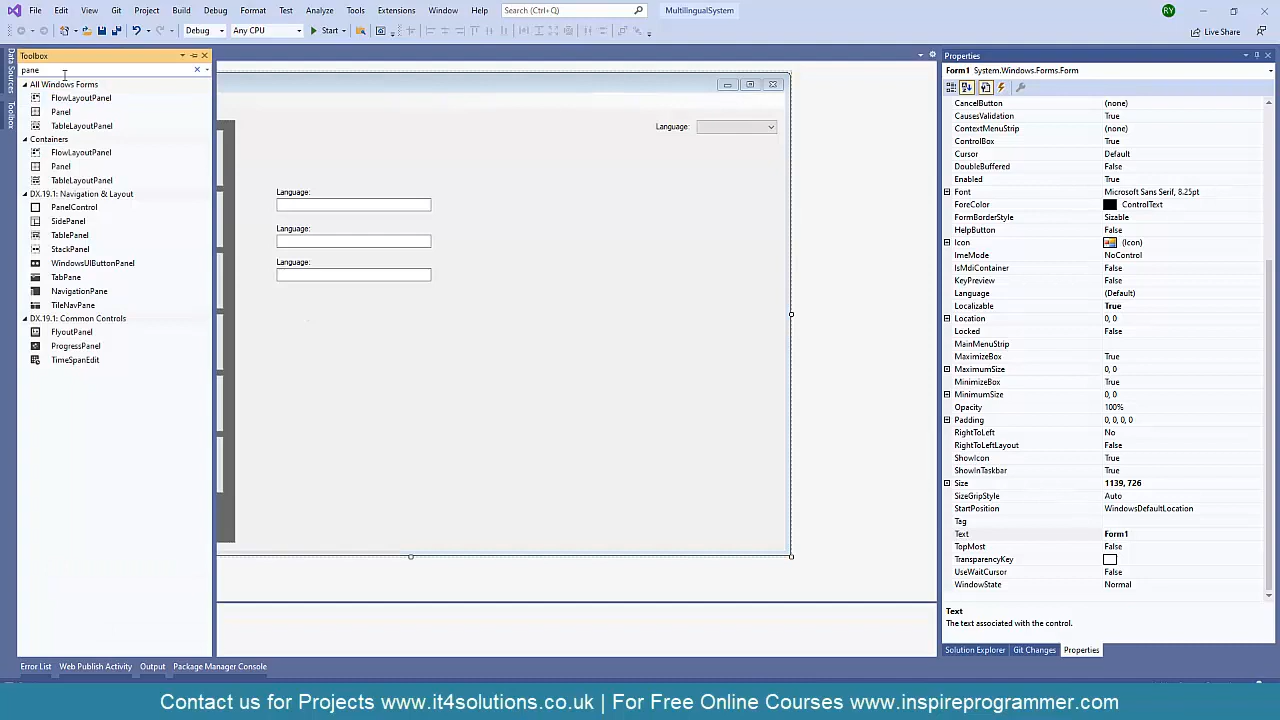 File Edit View Git Project Build Debug Format Test Analyze Tools Extensions Window Help Search (Ctrl+Q) MultilingualSystem RY
Debug Any CPU Start Live Share
Data Sources
Toolbox
Toolbox
pane
All Windows Forms
FlowLayoutPanel
Panel
TableLayoutPanel
Containers
FlowLayoutPanel
Panel
TableLayoutPanel
DX.19.1: Navigation & Layout
PanelControl
SidePanel
TablePanel
StackPanel
WindowsUIButtonPanel
TabPane
NavigationPane
TileNavPane
DX.19.1: Common Controls
FlyoutPanel
ProgressPanel
TimeSpanEdit
Language:
Language:
Language:
Language:
Properties
Form1 System.Windows.Forms.Form
CancelButton (none)
CausesValidation True
ContextMenuStrip (none)
ControlBox True
Cursor Default
DoubleBuffered False
Enabled True
Font Microsoft Sans Serif, 8.25pt
ForeColor ControlText
FormBorderStyle Sizable
HelpButton False
Icon (Icon)
ImeMode NoControl
IsMdiContainer False
KeyPreview False
Language (Default)
Localizable True
Location 0, 0
Locked False
MainMenuStrip
MaximizeBox True
MaximumSize 0, 0
MinimizeBox True
MinimumSize 0, 0
Opacity 100%
Padding 0, 0, 0, 0
RightToLeft No
RightToLeftLayout False
ShowIcon True
ShowInTaskbar True
Size 1139, 726
SizeGripStyle Auto
StartPosition WindowsDefaultLocation
Tag
Text Form1
TopMost False
TransparencyKey
UseWaitCursor False
WindowState Normal
Text
The text associated with the control.
Solution Explorer Git Changes Properties
Error List Web Publish Activity Output Package Manager Console
Contact us for Projects www.it4solutions.co.uk | For Free Online Courses www.inspireprogrammer.com